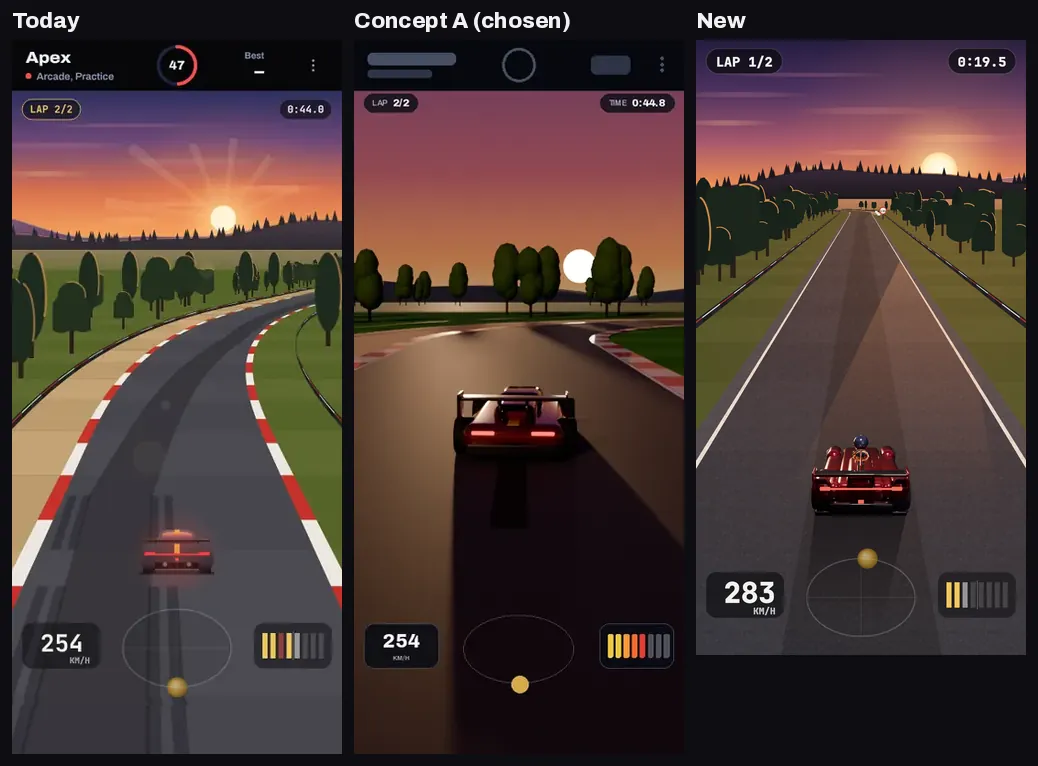 Today
Apex
Arcade, Practice
47
Best
–
LAP 2/2
0:44.0
254
KM/H
Concept A (chosen)
LAP 2/2
TIME 0:44.8
254
KM/H
New
LAP 1/2
0:19.5
283
KM/H